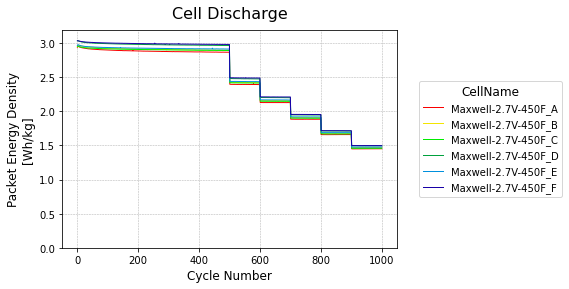 Cell Discharge
Packet Energy Density
[Wh/kg]
3.0
2.5
2.0
1.5
1.0
0.5
0.0
0
200
400
600
800
1000
Cycle Number
CellName
Maxwell-2.7V-450F_A
Maxwell-2.7V-450F_B
Maxwell-2.7V-450F_C
Maxwell-2.7V-450F_D
Maxwell-2.7V-450F_E
Maxwell-2.7V-450F_F